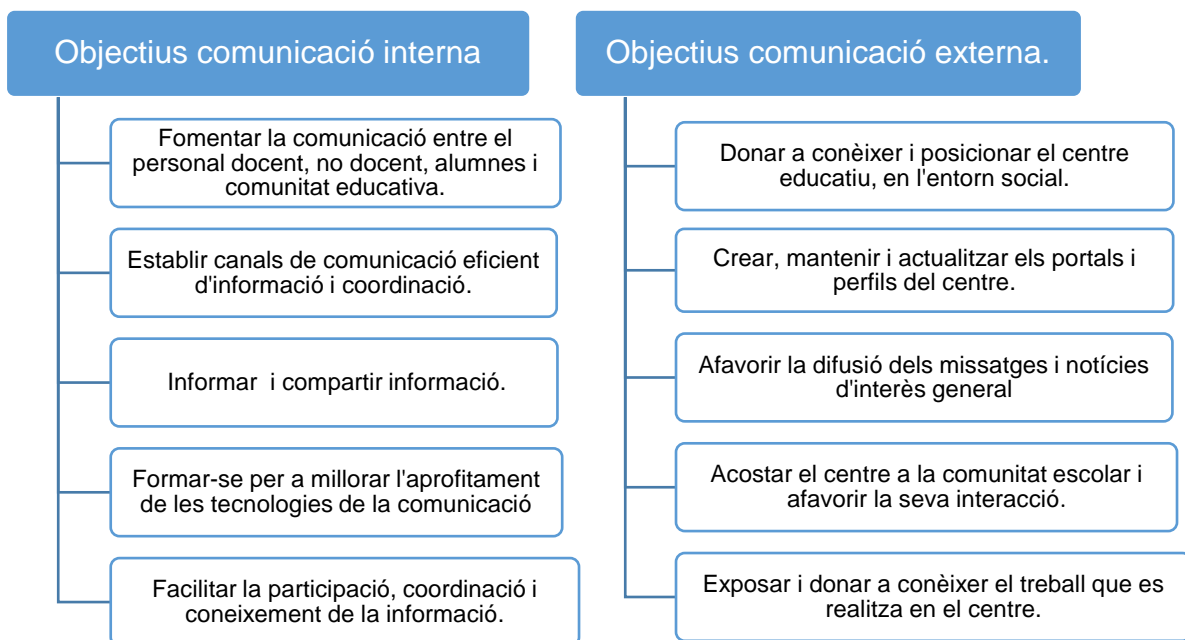 Objectius comunicació interna
Fomentar la comunicació entre el
personal docent, no docent, alumnes i
comunitat educativa.
Establir canals de comunicació eficient
d'informació i coordinació.
Informar  i compartir informació.
Formar-se per a millorar l'aprofitament
de les tecnologies de la comunicació
Facilitar la participació, coordinació i
coneixement de la informació.
Objectius comunicació externa.
Donar a conèixer i posicionar el centre
educatiu, en l'entorn social.
Crear, mantenir i actualitzar els portals i
perfils del centre.
Afavorir la difusió dels missatges i notícies
d'interès general
Acostar el centre a la comunitat escolar i
afavorir la seva interacció.
Exposar i donar a conèixer el treball que es
realitza en el centre.